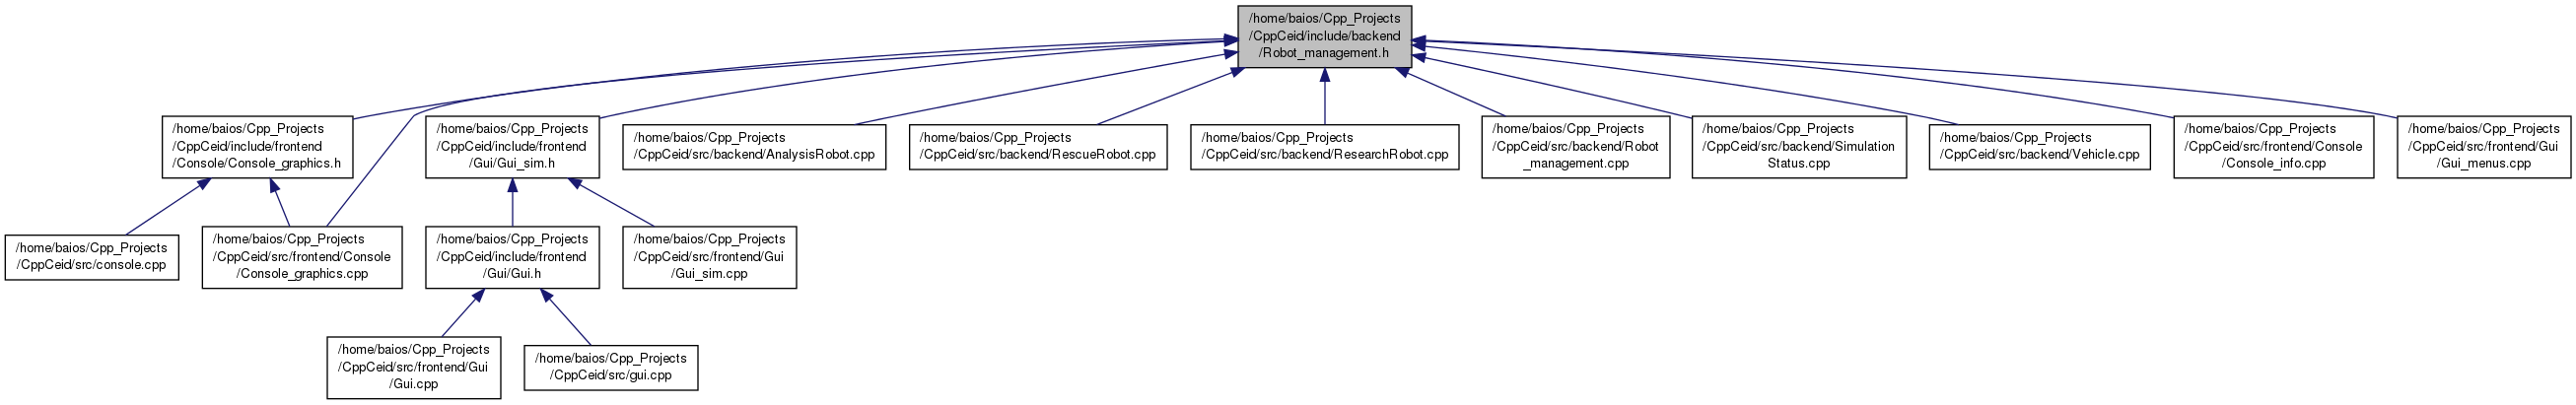 /home/baios/Cpp_Projects
/CppCeid/include/backend
/Robot_management.h
/home/baios/Cpp_Projects
/CppCeid/include/frontend
/Console/Console_graphics.h
/home/baios/Cpp_Projects
/CppCeid/include/frontend
/Gui/Gui_sim.h
/home/baios/Cpp_Projects
/CppCeid/src/backend/AnalysisRobot.cpp
/home/baios/Cpp_Projects
/CppCeid/src/backend/RescueRobot.cpp
/home/baios/Cpp_Projects
/CppCeid/src/backend/ResearchRobot.cpp
/home/baios/Cpp_Projects
/CppCeid/src/backend/Robot
_management.cpp
/home/baios/Cpp_Projects
/CppCeid/src/backend/Simulation
Status.cpp
/home/baios/Cpp_Projects
/CppCeid/src/backend/Vehicle.cpp
/home/baios/Cpp_Projects
/CppCeid/src/frontend/Console
/Console_info.cpp
/home/baios/Cpp_Projects
/CppCeid/src/frontend/Gui
/Gui_menus.cpp
/home/baios/Cpp_Projects
/CppCeid/src/console.cpp
/home/baios/Cpp_Projects
/CppCeid/src/frontend/Console
/Console_graphics.cpp
/home/baios/Cpp_Projects
/CppCeid/include/frontend
/Gui/Gui.h
/home/baios/Cpp_Projects
/CppCeid/src/frontend/Gui
/Gui_sim.cpp
/home/baios/Cpp_Projects
/CppCeid/src/frontend/Gui
/Gui.cpp
/home/baios/Cpp_Projects
/CppCeid/src/gui.cpp